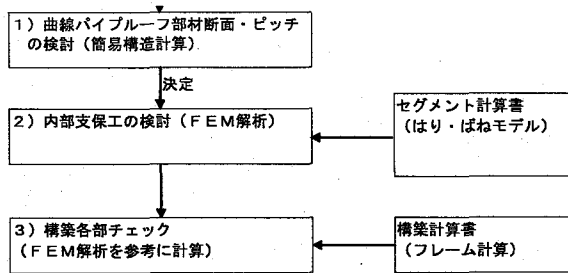 1）曲線パイプルーフ部材断面・ピッチ
の検討（簡易構造計算）
決定
2）内部支保工の検討（ＦＥＭ解析）
セグメント計算書
（はり・ばねモデル）
3）構築各部チェック
（ＦＥＭ解析を参考に計算）
構築計算書
（フレーム計算）